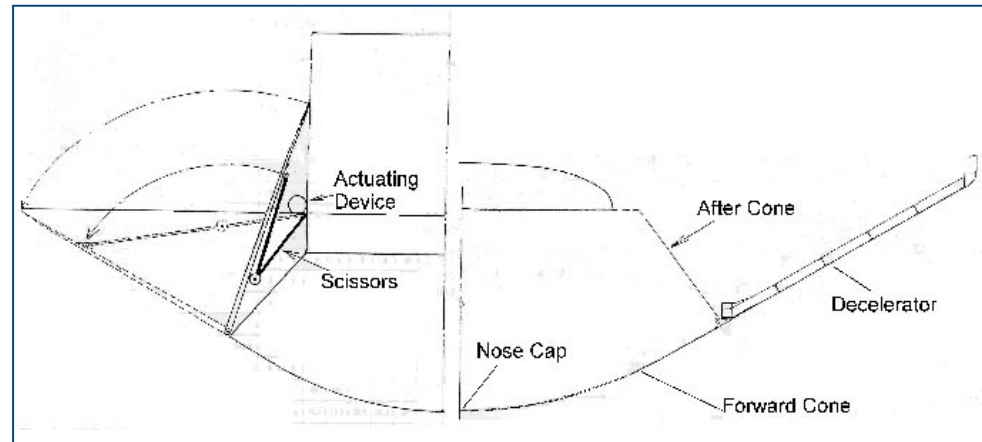 Actuating
Device
After Cone
Scissors
Decelerator
Nose Cap
Forward Cone